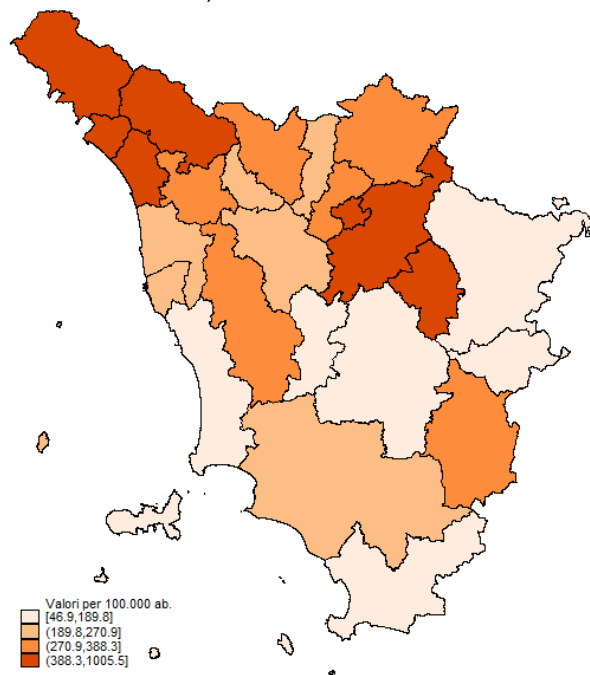 Valori per 100.000 ab.
[46.9,189.8]
(189.8,270.9]
(270.9,388.3]
(388.3,1005.5]